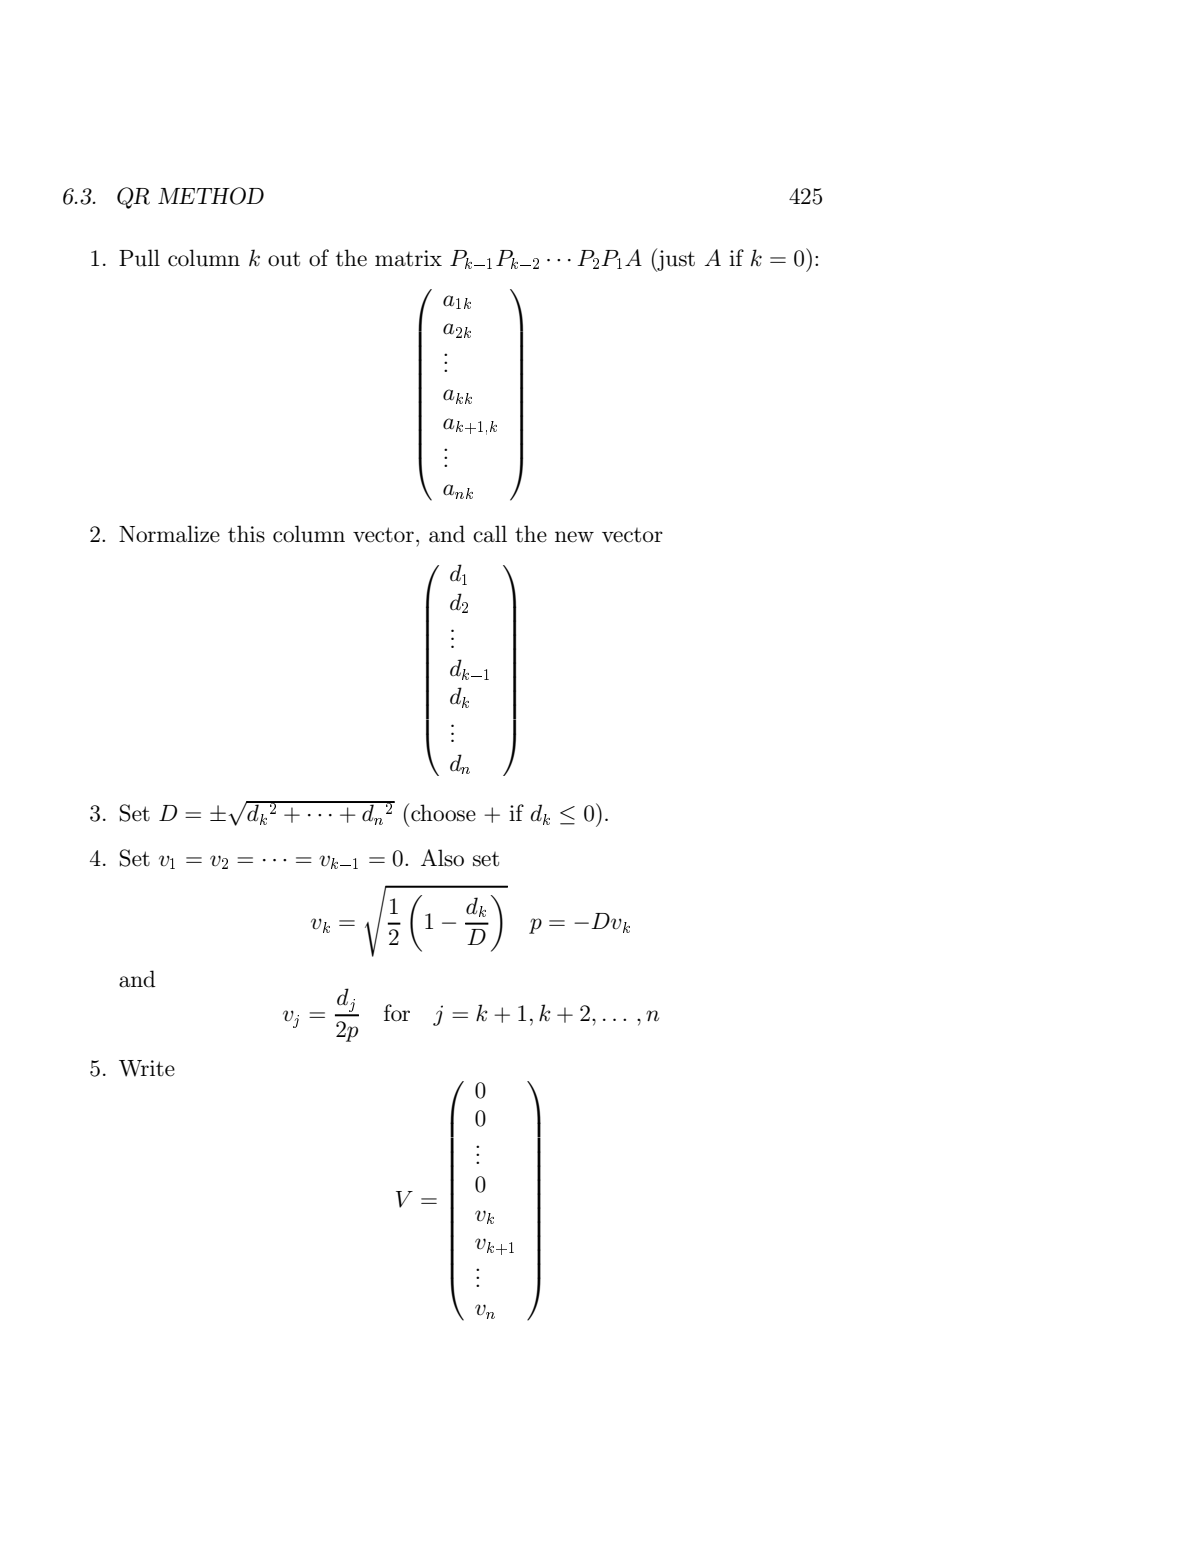 6.3. QR METHOD 425
1. Pull column k out of the matrix P_{k−1}P_{k−2} ⋯ P_2P_1A (just A if k = 0):
( a_{1k}
a_{2k}
⋮
a_{kk}
a_{k+1,k}
⋮
a_{nk} )
2. Normalize this column vector, and call the new vector
( d_1
d_2
⋮
d_{k−1}
d_k
⋮
d_n )
3. Set D = ±√(d_k² + ⋯ + d_n²) (choose + if d_k ≤ 0).
4. Set v_1 = v_2 = ⋯ = v_{k−1} = 0. Also set
v_k = √(1/2 (1 − d_k/D)) p = −Dv_k
and
v_j = d_j/2p for j = k + 1, k + 2, … , n
5. Write
V = ( 0
0
⋮
0
v_k
v_{k+1}
⋮
v_n )